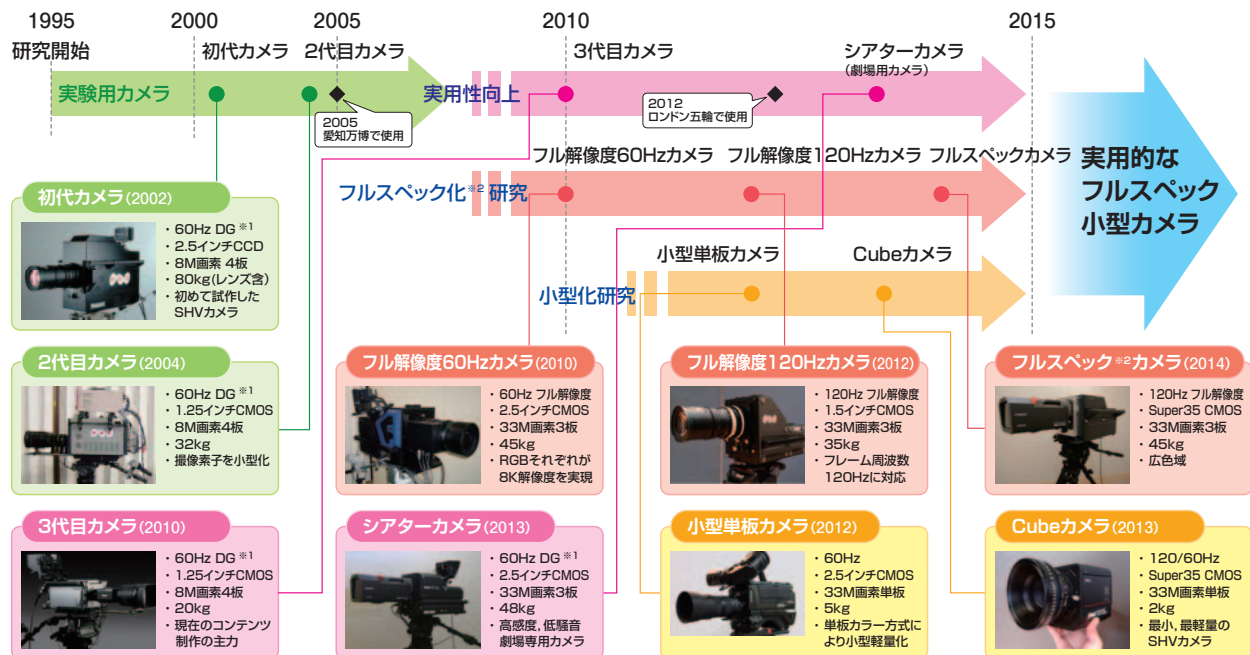 1995
2000
2005
2010
2015
研究開始
初代カメラ
2代目カメラ
3代目カメラ
シアターカメラ
(劇場用カメラ)
実験用カメラ
実用性向上
2005
愛知万博で使用
2012
ロンドン五輪で使用
フル解像度60Hzカメラ
フル解像度120Hzカメラ
フルスペックカメラ
フルスペック化※2 研究
小型単板カメラ
Cubeカメラ
小型化研究
実用的な
フルスペック
小型カメラ
初代カメラ(2002)
・60Hz DG ※1
・2.5インチCCD
・8M画素 4板
・80kg(レンズ含)
・初めて試作した
SHVカメラ
2代目カメラ(2004)
・60Hz DG ※1
・1.25インチCMOS
・8M画素4板
・32kg
・撮像素子を小型化
フル解像度60Hzカメラ(2010)
・60Hz フル解像度
・2.5インチCMOS
・33M画素3板
・45kg
・RGBそれぞれが
8K解像度を実現
フル解像度120Hzカメラ(2012)
・120Hz フル解像度
・1.5インチCMOS
・33M画素3板
・35kg
・フレーム周波数
120Hzに対応
フルスペック※2カメラ(2014)
・120Hz フル解像度
・Super35 CMOS
・33M画素3板
・45kg
・広色域
3代目カメラ(2010)
・60Hz DG ※1
・1.25インチCMOS
・8M画素4板
・20kg
・現在のコンテンツ
制作の主力
シアターカメラ(2013)
・60Hz DG ※1
・2.5インチCMOS
・33M画素3板
・48kg
・高感度,低騒音
劇場専用カメラ
小型単板カメラ(2012)
・60Hz
・2.5インチCMOS
・33M画素単板
・5kg
・単板カラー方式に
より小型軽量化
Cubeカメラ(2013)
・120/60Hz
・Super35 CMOS
・33M画素単板
・2kg
・最小,最軽量の
SHVカメラ